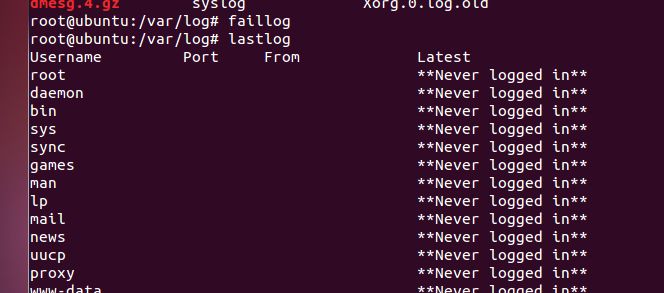 dmesg.4.gz syslog Xorg.0.log.old
root@ubuntu:/var/log# faillog
root@ubuntu:/var/log# lastlog
Username Port From Latest
root **Never logged in**
daemon **Never logged in**
bin **Never logged in**
sys **Never logged in**
sync **Never logged in**
games **Never logged in**
man **Never logged in**
lp **Never logged in**
mail **Never logged in**
news **Never logged in**
uucp **Never logged in**
proxy **Never logged in**
www-data **Never logged in**